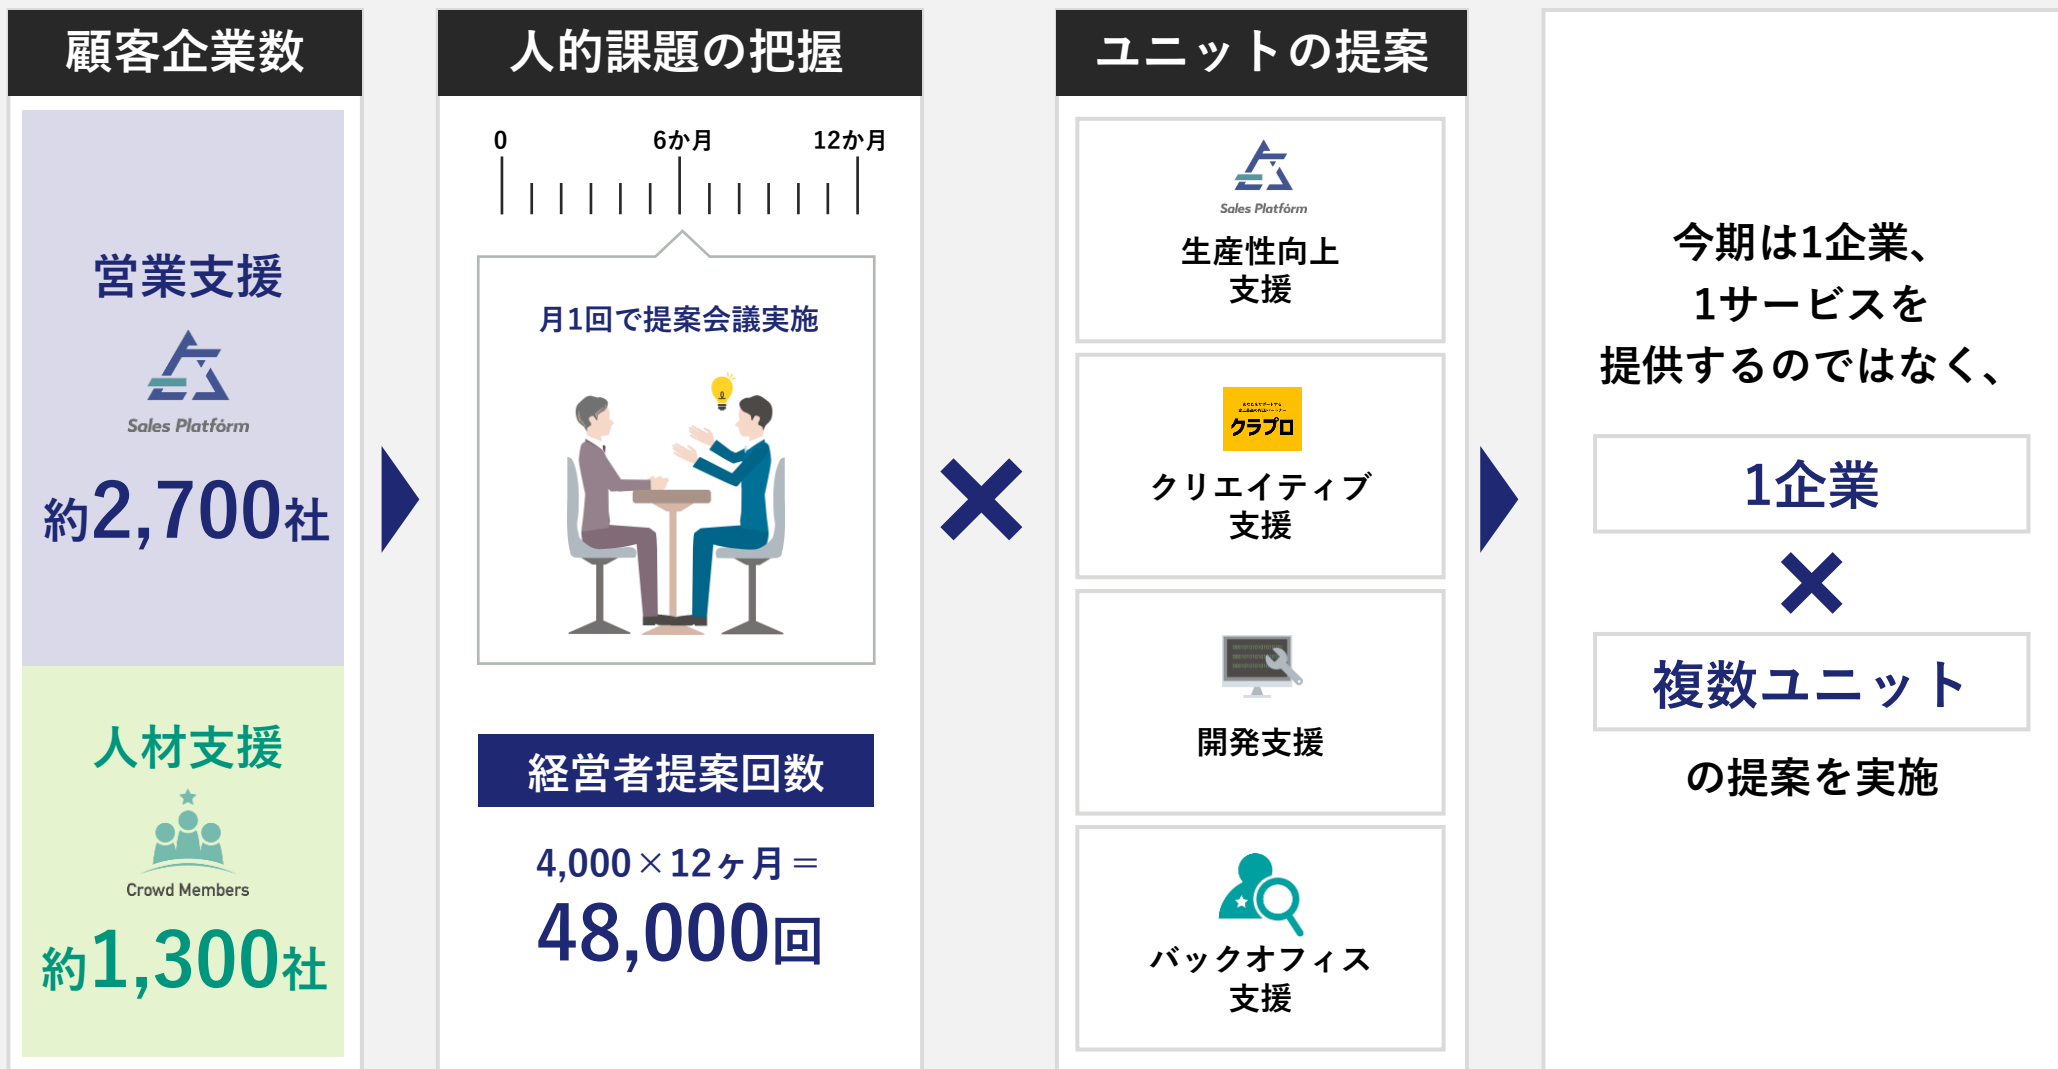 顧客企業数
営業支援
Sales Platform
約2,700社
人材支援
Crowd Members
約1,300社
人的課題の把握
0 6か月 12か月
月1回で提案会議実施
経営者提案回数
4,000×12ヶ月＝
48,000回
×
ユニットの提案
Sales Platform
生産性向上
支援
クラプロ
クリエイティブ
支援
開発支援
バックオフィス
支援
今期は1企業、
1サービスを
提供するのではなく、
1企業
×
複数ユニット
の提案を実施